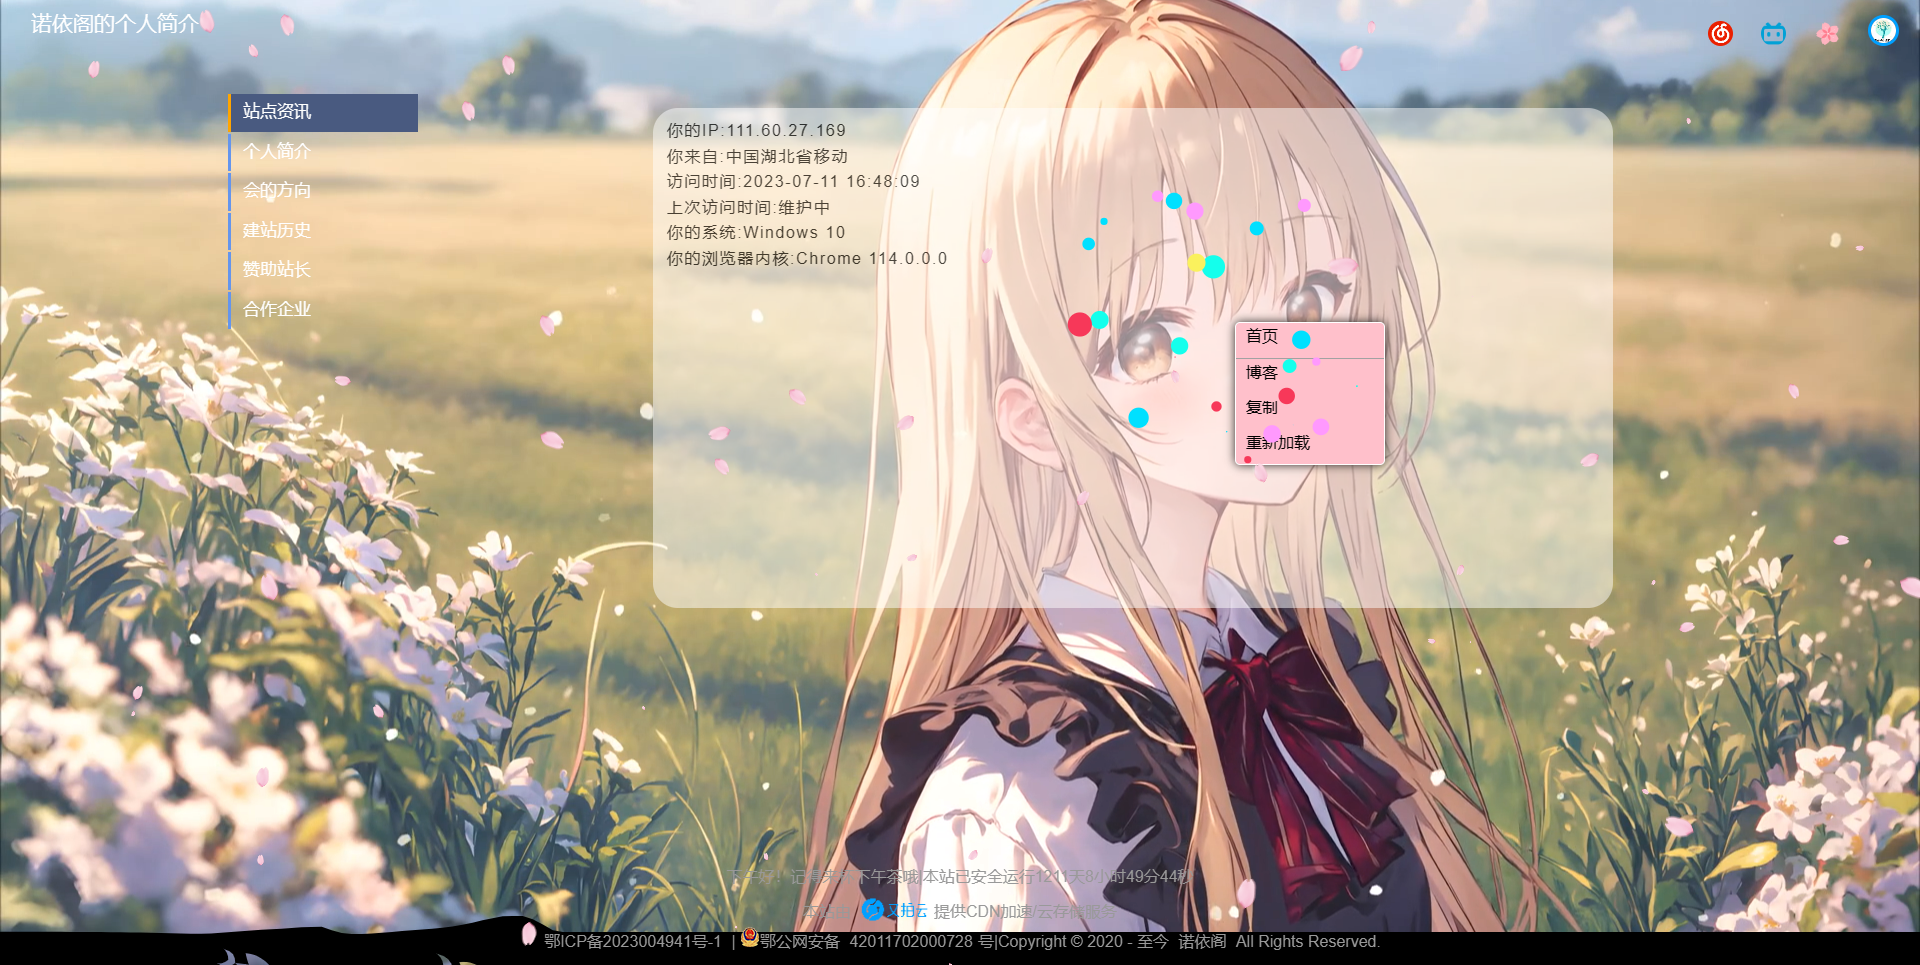 诺依阁的个人简介
站点资讯
个人简介
会的方向
建站历史
赞助站长
合作企业
你的IP:111.60.27.169
你来自:中国湖北省移动
访问时间:2023-07-11 16:48:09
上次访问时间:维护中
你的系统:Windows 10
你的浏览器内核:Chrome 114.0.0.0
首页
博客
复制
重新加载
下午好! 记得来杯下午茶哦|本站已安全运行1211天8小时49分44秒
又拍云 提供CDN加速/云存储服务
鄂ICP备2023004941号-1 | 鄂公网安备 42011702000728 号|Copyright © 2020 - 至今 诺依阁 All Rights Reserved.